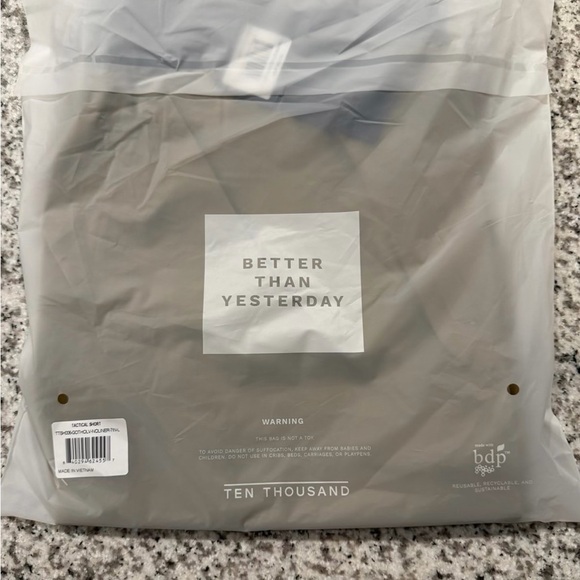 BETTER
THAN
YESTERDAY
WARNING
THIS BAG IS NOT A TOY
TO AVOID DANGER OF SUFFOCATION, KEEP AWAY FROM BABIES AND
CHILDREN. DO NOT USE IN CRIBS, BEDS, CARRIAGES, OR PLAYPENS
TEN THOUSAND
TACTICAL SHORT
MADE IN VIETNAM
bdp
REUSABLE, RECYCLABLE, AND
SUSTAINABLE